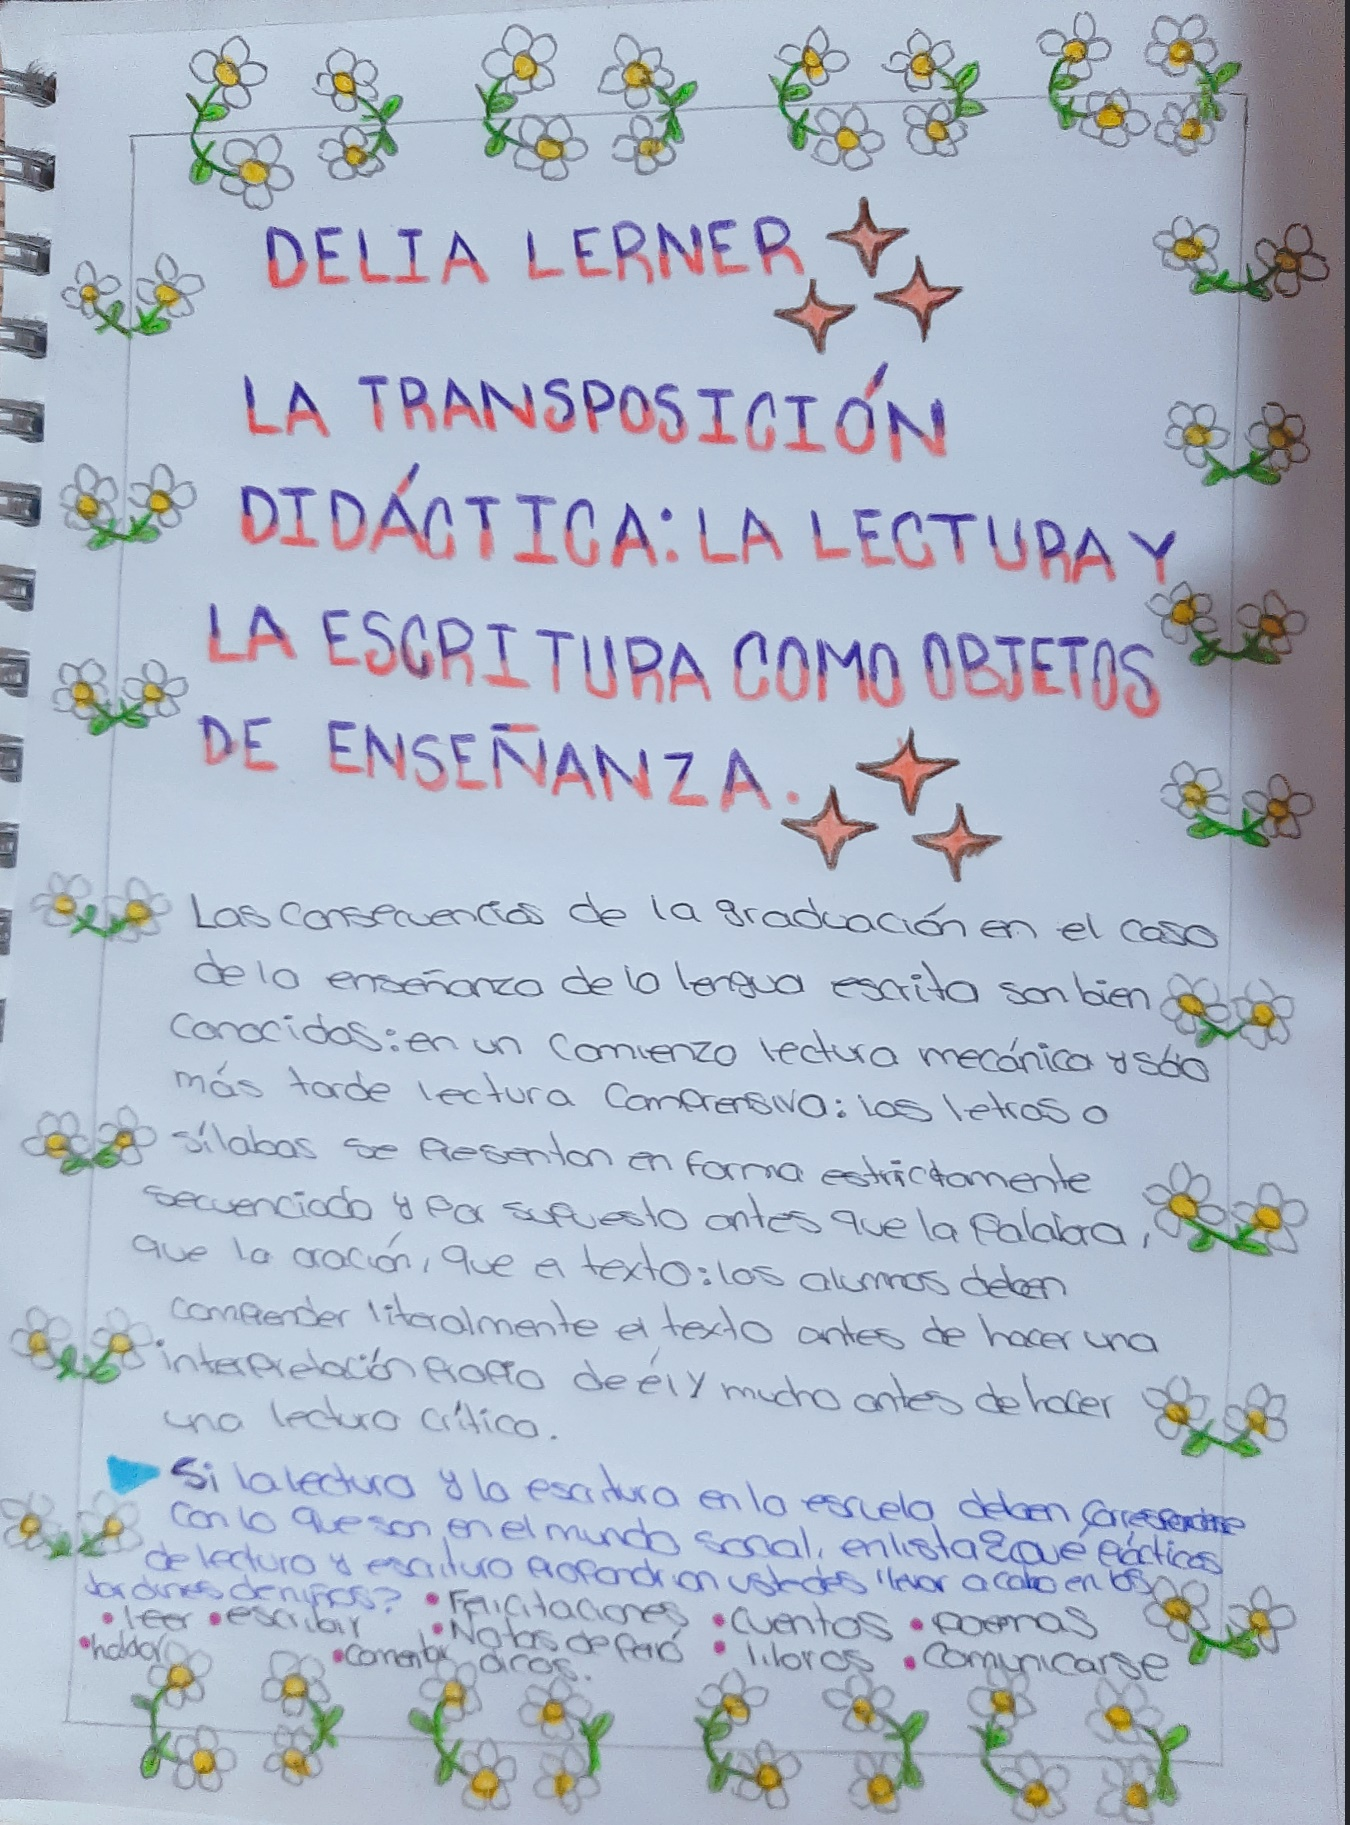 DELIA LERNER
LA TRANSPOSICIÓN
DIDÁCTICA: LA LECTURA Y
LA ESCRITURA COMO OBJETOS
DE ENSEÑANZA.
Las consecuencias de la graduación en el caso
de la enseñanza de la lengua escrita son bien
conocidas: en un comienzo lectura mecánica y sólo
más tarde lectura comprensiva: las letras o
sílabas se presentan en forma estrictamente
secuenciada y por supuesto antes que la palabra,
que la oración, que el texto: los alumnos deben
comprender literalmente el texto antes de hacer una
interpretación propia de él y mucho antes de hacer
una lectura crítica.
Si la lectura y la escritura en la escuela deben
con lo que son en el mundo social, enlista ¿qué prácticas
de lectura y escritura propondrian ustedes llevar a cabo en los
Jardines de niños? • Felicitaciones • cuentos • poemas
• leer • escribir • Notas de peri • libros • comunicarse
• hablar • comentar dicos.